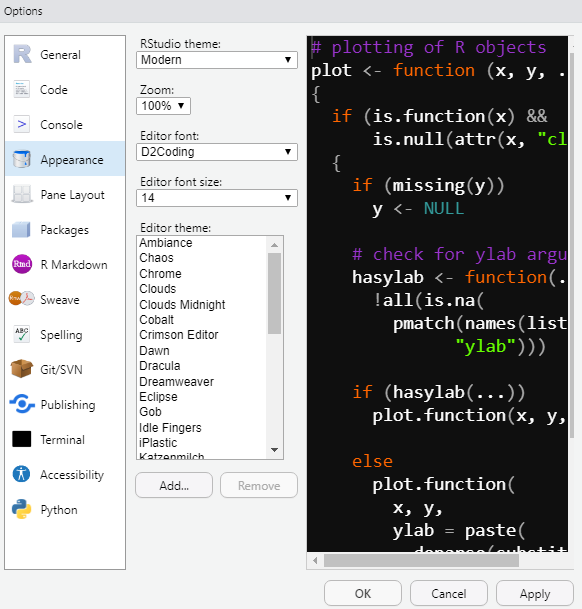 Options
General
Code
Console
Appearance
Pane Layout
Packages
R Markdown
Sweave
Spelling
Git/SVN
Publishing
Terminal
Accessibility
Python
RStudio theme:
Modern
Zoom:
100%
Editor font:
D2Coding
Editor font size:
14
Editor theme:
Ambiance
Chaos
Chrome
Clouds
Clouds Midnight
Cobalt
Crimson Editor
Dawn
Dracula
Dreamweaver
Eclipse
Gob
Idle Fingers
iPlastic
Katzenmilch
Add...
Remove
# plotting of R objects
plot <- function (x, y, .
{
if (is.function(x) &&
is.null(attr(x, "cl
{
if (missing(y))
y <- NULL
# check for ylab argu
hasylab <- function(.
!all(is.na(
pmatch(names(list
"ylab")))
if (hasylab(...))
plot.function(x, y,
else
plot.function(
x, y,
ylab = paste(
deparse(substit
OK
Cancel
Apply